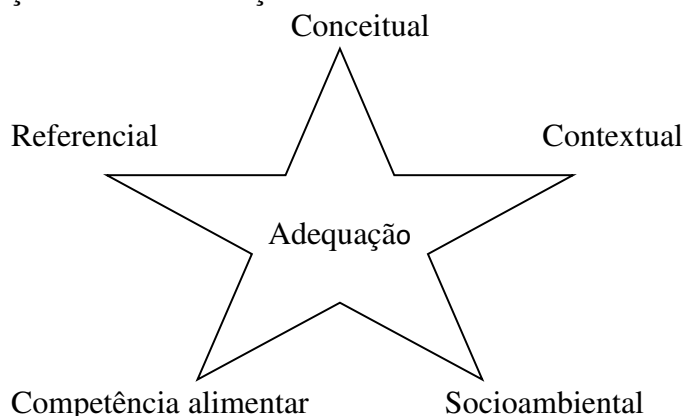 Conceitual
Referencial Contextual
Adequação
Competência alimentar Socioambiental